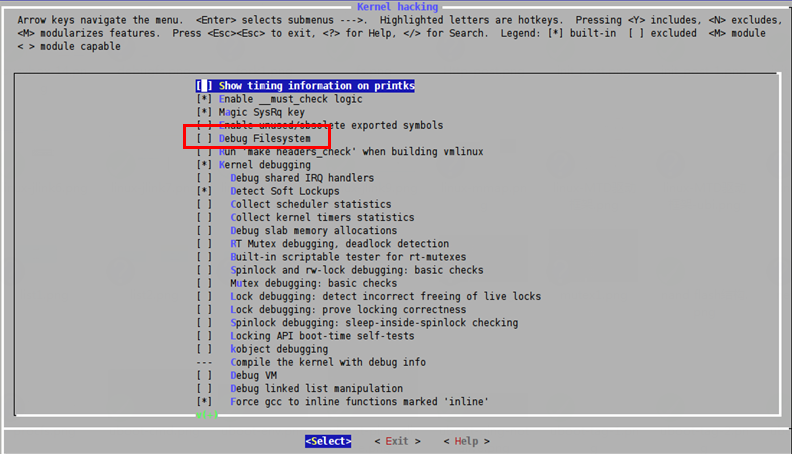 Kernel hacking
Arrow keys navigate the menu.  <Enter> selects submenus --->.  Highlighted letters are hotkeys.  Pressing <Y> includes, <N> excludes,
<M> modularizes features.  Press <Esc><Esc> to exit, <?> for Help, </> for Search.  Legend: [*] built-in  [ ] excluded  <M> module
< > module capable
[ ] Show timing information on printks
[*] Enable __must_check logic
[*] Magic SysRq key
[ ] Enable unused/obsolete exported symbols
[ ] Debug Filesystem
[ ] Run 'make headers_check' when building vmlinux
[*] Kernel debugging
[ ]   Debug shared IRQ handlers
[*]   Detect Soft Lockups
[ ]   Collect scheduler statistics
[ ]   Collect kernel timers statistics
[ ]   Debug slab memory allocations
[ ]   RT Mutex debugging, deadlock detection
[ ]   Built-in scriptable tester for rt-mutexes
[ ]   Spinlock and rw-lock debugging: basic checks
[ ]   Mutex debugging: basic checks
[ ]   Lock debugging: detect incorrect freeing of live locks
[ ]   Lock debugging: prove locking correctness
[ ]   Spinlock debugging: sleep-inside-spinlock checking
[ ]   Locking API boot-time self-tests
[ ]   kobject debugging
---   Compile the kernel with debug info
[ ]   Debug VM
[ ]   Debug linked list manipulation
[*]   Force gcc to inline functions marked 'inline'
<Select>    < Exit >    < Help >